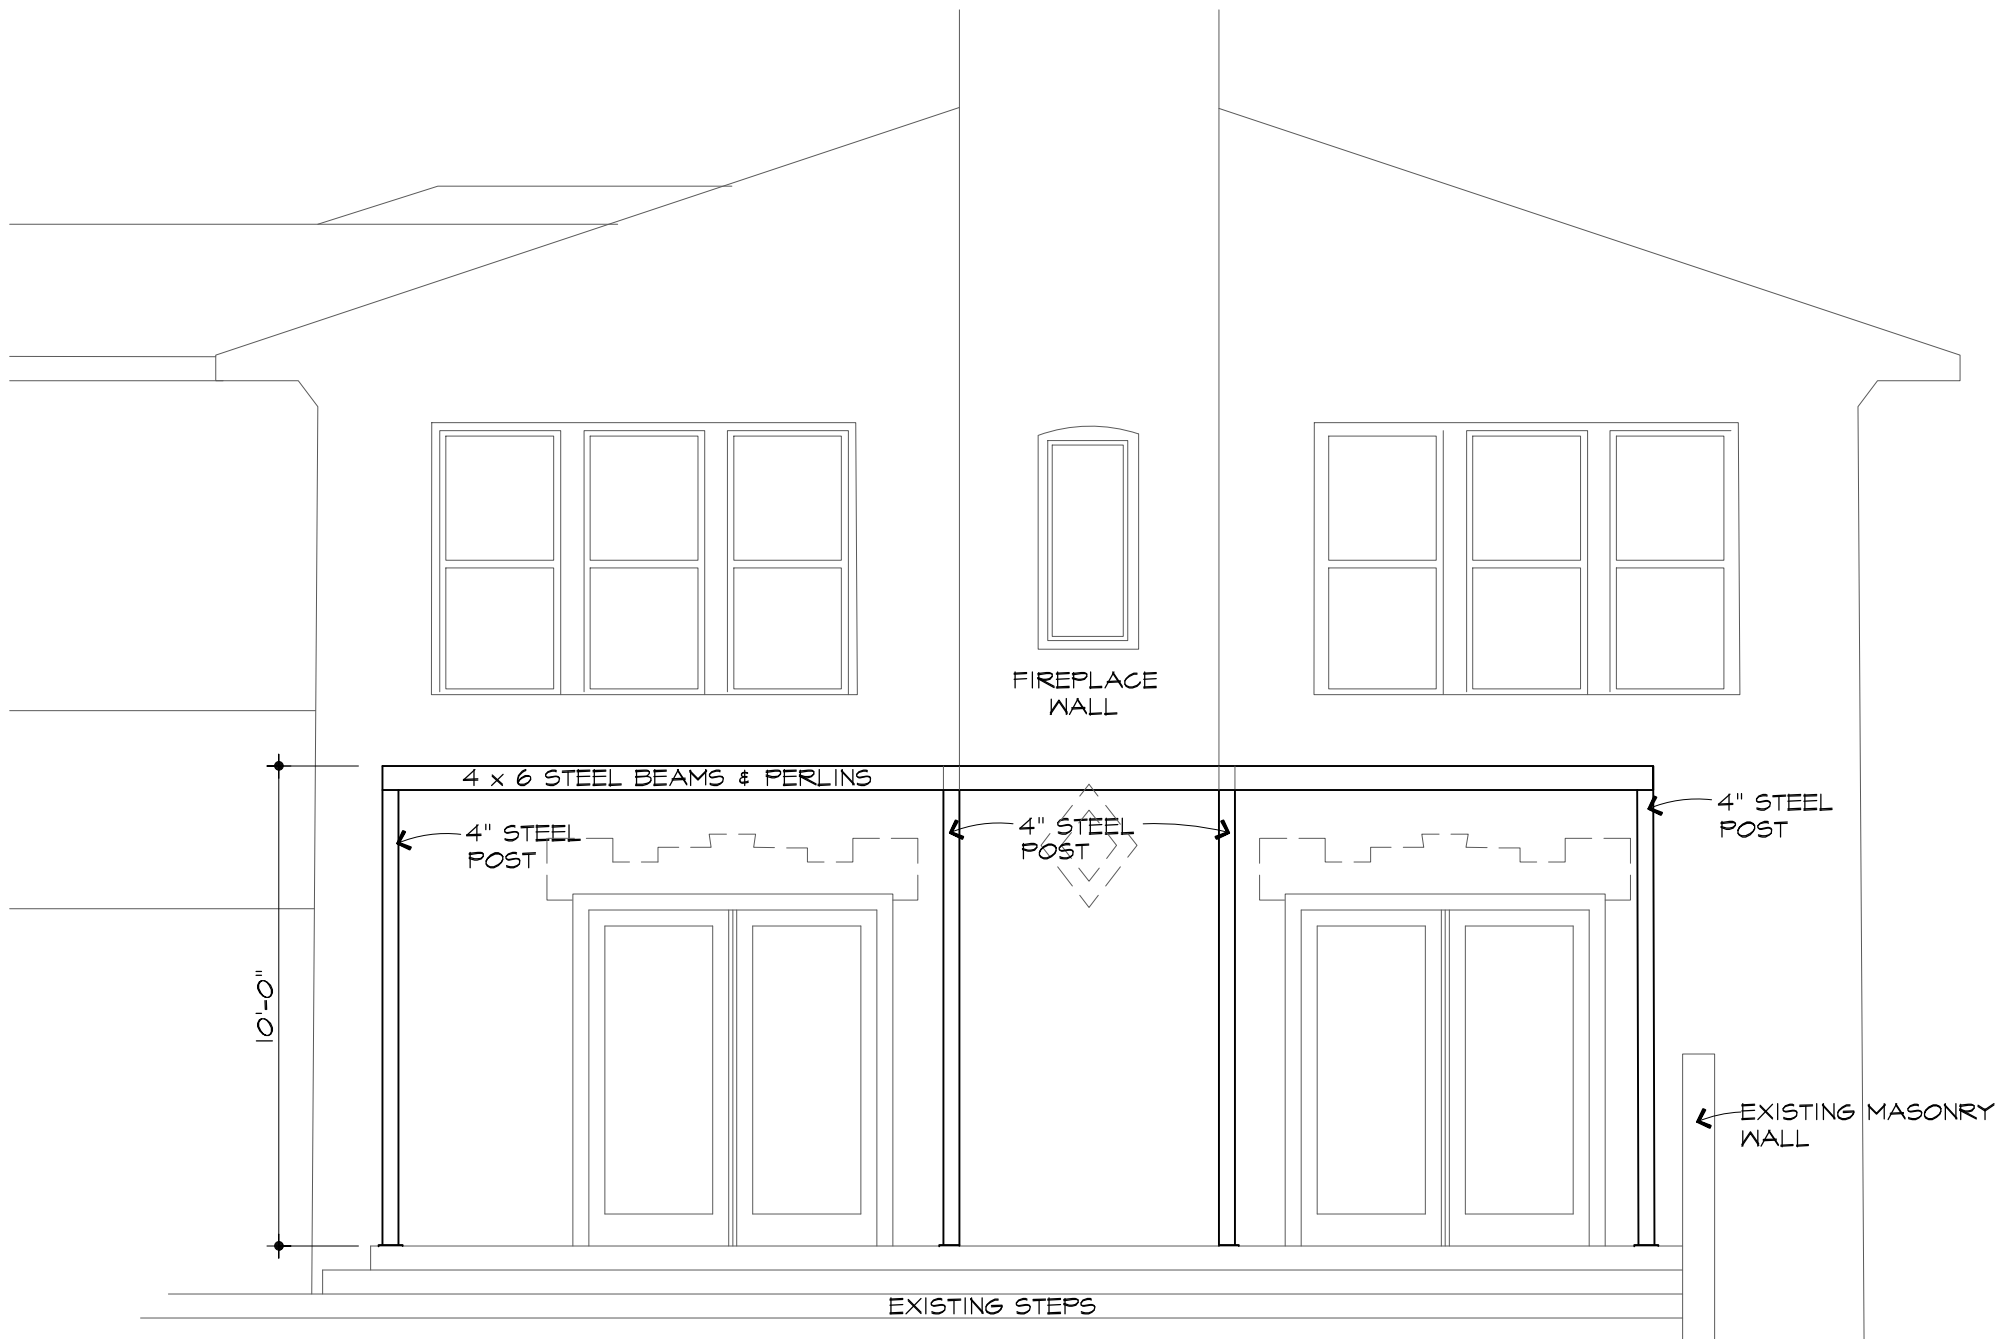 FIREPLACE
WALL
4 x 6 STEEL BEAMS & PERLINS
4" STEEL
POST
4" STEEL
POST
4" STEEL
POST
10'-0"
EXISTING MASONRY
WALL
EXISTING STEPS